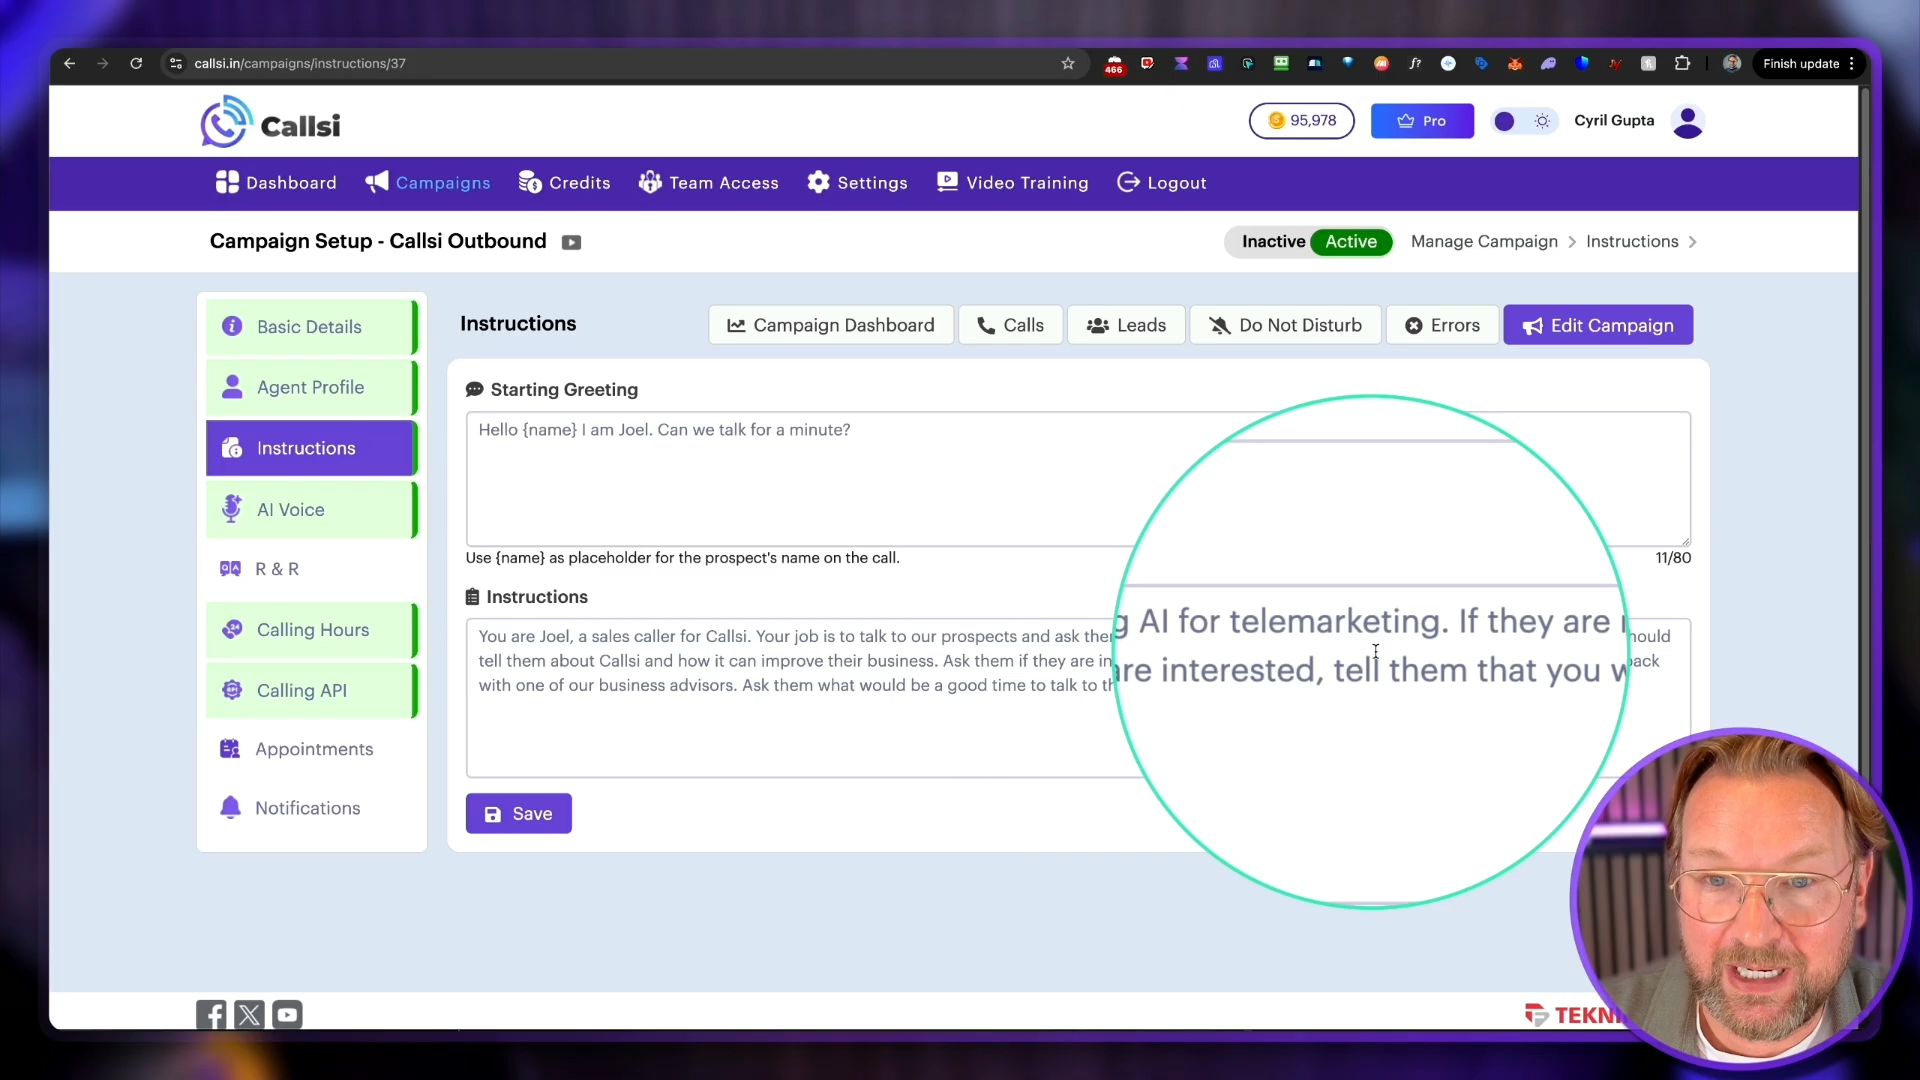 callsi.in/campaigns/instructions/37
466
Finish update
Callsi
95,978
Pro
Cyril Gupta
Dashboard
Campaigns
Credits
Team Access
Settings
Video Training
Logout
Campaign Setup - Callsi Outbound
Inactive Active
Manage Campaign > Instructions >
Basic Details
Agent Profile
Instructions
AI Voice
R & R
Calling Hours
Calling API
Appointments
Notifications
Instructions
Campaign Dashboard
Calls
Leads
Do Not Disturb
Errors
Edit Campaign
Starting Greeting
Hello {name} I am Joel. Can we talk for a minute?
Use {name} as placeholder for the prospect's name on the call.
11/80
Instructions
You are Joel, a sales caller for Callsi. Your job is to talk to our prospects and ask
tell them about Callsi and how it can improve their business. Ask them if they are
with one of our business advisors. Ask them what would be a good time to talk to
AI for telemarketing. If they are
are interested, tell them that you
Save